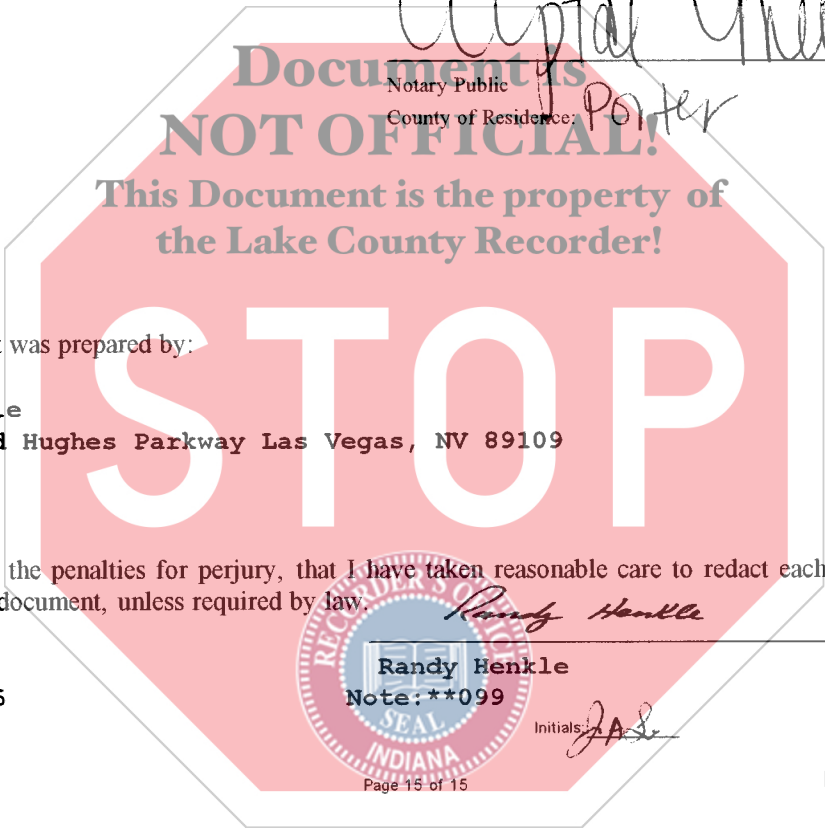 Document is
Notary Public
NOT OFFICIAL!
County of Residence: Porter
This Document is the property of
the Lake County Recorder!
STOP
was prepared by:
e
Hughes Parkway Las Vegas, NV 89109
the penalties for perjury, that I have taken reasonable care to redact each
document, unless required by law.
Randy Henkle
Randy Henkle
Note:**099
RECORDER'S OFFICE
SEAL
INDIANA
Initials:
Page 15 of 15